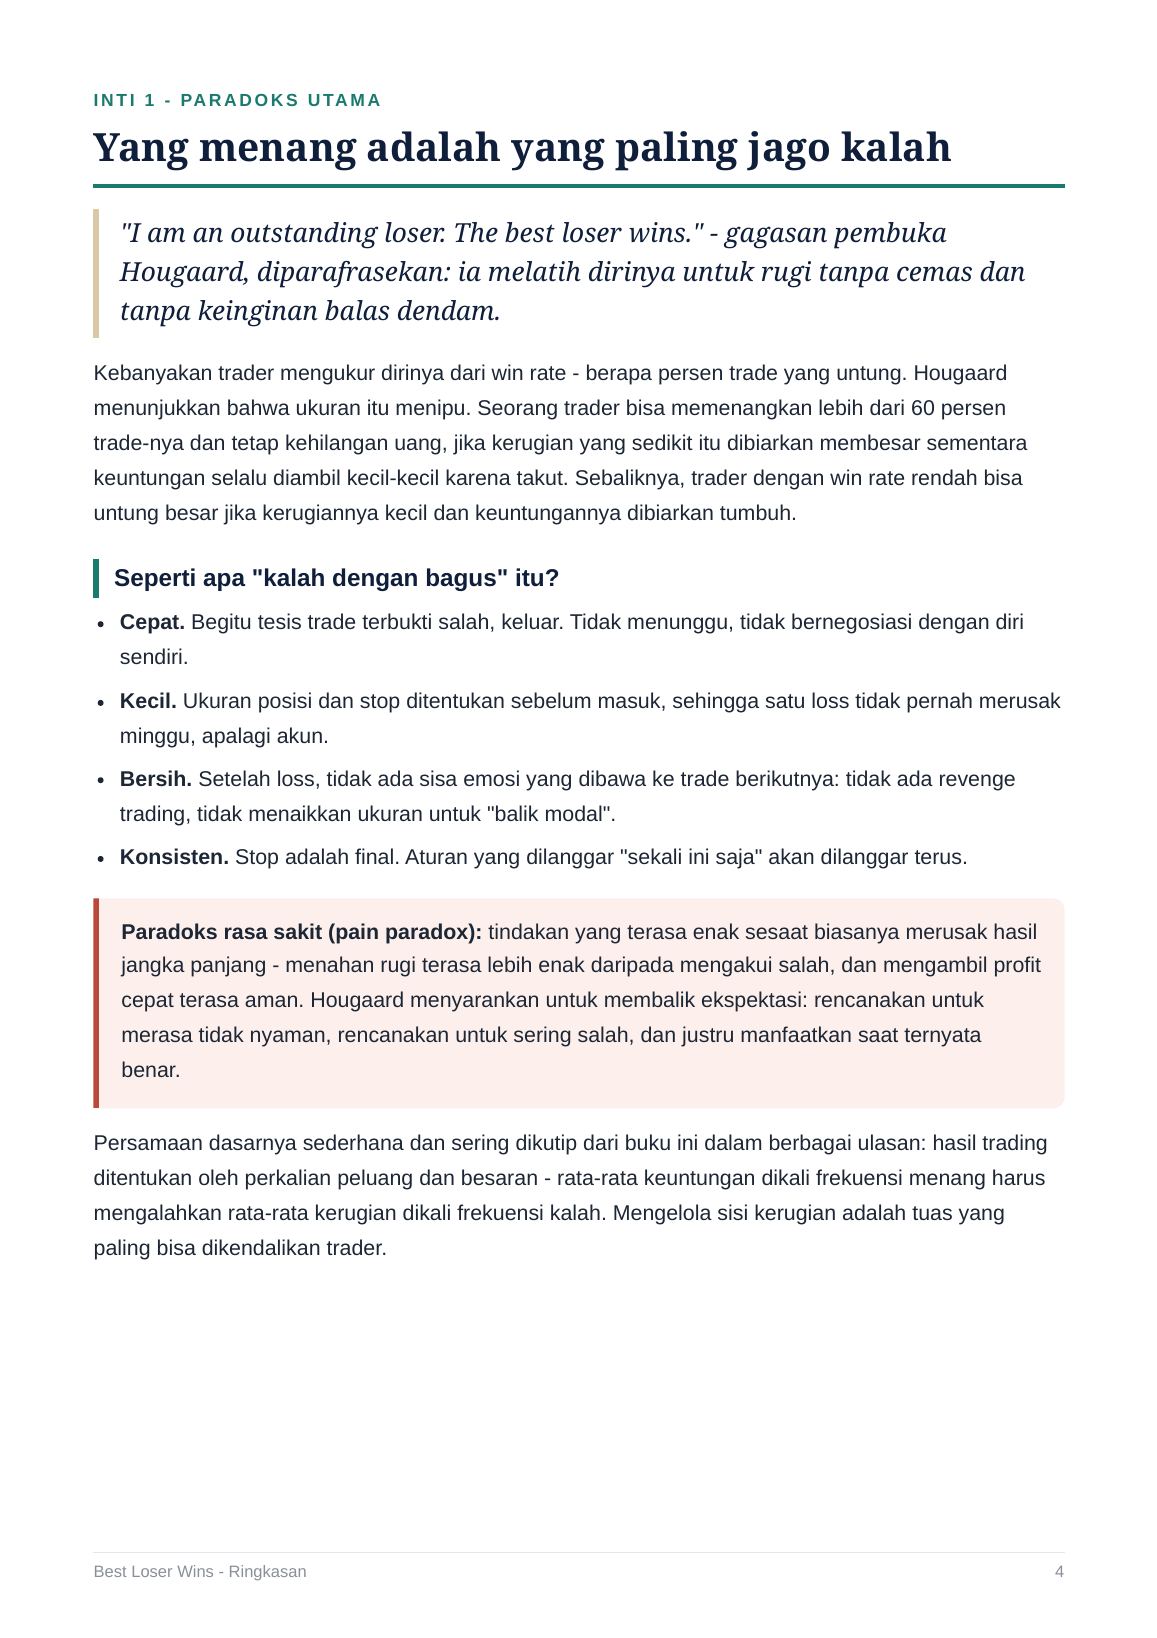 INTI 1 - PARADOKS UTAMA
Yang menang adalah yang paling jago kalah
"I am an outstanding loser. The best loser wins." - gagasan pembuka
Hougaard, diparafrasekan: ia melatih dirinya untuk rugi tanpa cemas dan
tanpa keinginan balas dendam.
Kebanyakan trader mengukur dirinya dari win rate - berapa persen trade yang untung. Hougaard
menunjukkan bahwa ukuran itu menipu. Seorang trader bisa memenangkan lebih dari 60 persen
trade-nya dan tetap kehilangan uang, jika kerugian yang sedikit itu dibiarkan membesar sementara
keuntungan selalu diambil kecil-kecil karena takut. Sebaliknya, trader dengan win rate rendah bisa
untung besar jika kerugiannya kecil dan keuntungannya dibiarkan tumbuh.
Seperti apa "kalah dengan bagus" itu?
• Cepat. Begitu tesis trade terbukti salah, keluar. Tidak menunggu, tidak bernegosiasi dengan diri
sendiri.
• Kecil. Ukuran posisi dan stop ditentukan sebelum masuk, sehingga satu loss tidak pernah merusak
minggu, apalagi akun.
• Bersih. Setelah loss, tidak ada sisa emosi yang dibawa ke trade berikutnya: tidak ada revenge
trading, tidak menaikkan ukuran untuk "balik modal".
• Konsisten. Stop adalah final. Aturan yang dilanggar "sekali ini saja" akan dilanggar terus.
Paradoks rasa sakit (pain paradox): tindakan yang terasa enak sesaat biasanya merusak hasil
jangka panjang - menahan rugi terasa lebih enak daripada mengakui salah, dan mengambil profit
cepat terasa aman. Hougaard menyarankan untuk membalik ekspektasi: rencanakan untuk
merasa tidak nyaman, rencanakan untuk sering salah, dan justru manfaatkan saat ternyata
benar.
Persamaan dasarnya sederhana dan sering dikutip dari buku ini dalam berbagai ulasan: hasil trading
ditentukan oleh perkalian peluang dan besaran - rata-rata keuntungan dikali frekuensi menang harus
mengalahkan rata-rata kerugian dikali frekuensi kalah. Mengelola sisi kerugian adalah tuas yang
paling bisa dikendalikan trader.
Best Loser Wins - Ringkasan
4